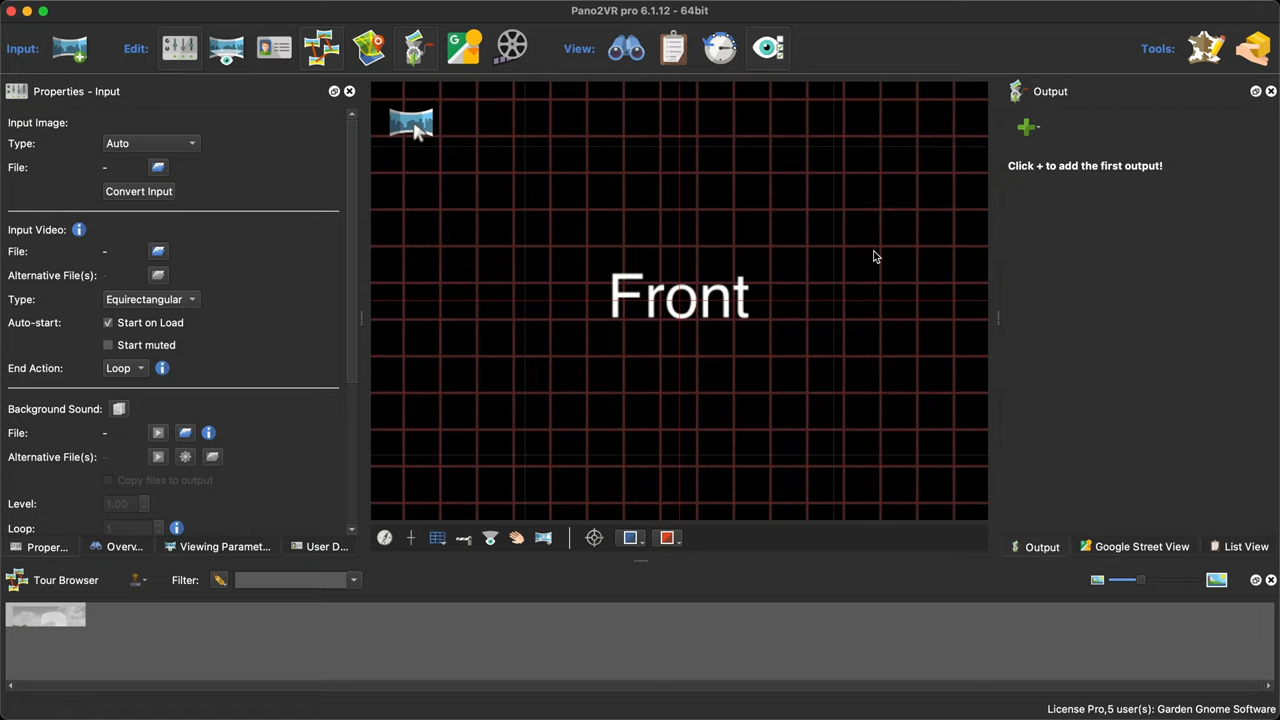 Pano2VR pro 6.1.12 - 64bit
Input:
Edit:
View:
Tools:
Properties - Input
Input Image:
Type: Auto
File: -
Convert Input
Input Video:
File: -
Alternative File(s): -
Type: Equirectangular
Auto-start: Start on Load
Start muted
End Action: Loop
Background Sound:
File: -
Alternative File(s): -
Copy files to output
Level: 1.00
Loop: 1
Proper...
Overv...
Viewing Paramet...
User D...
Front
Output
Click + to add the first output!
Output
Google Street View
List View
Tour Browser
Filter:
License Pro,5 user(s): Garden Gnome Software